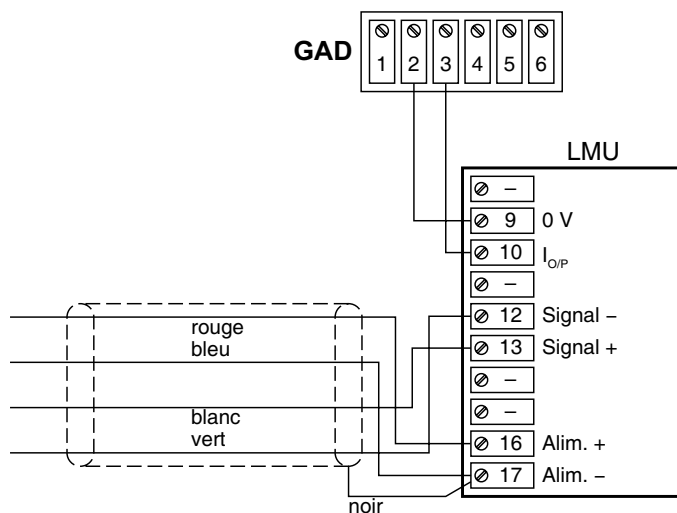 GAD
1 2 3 4 5 6
LMU
–
9 0 V
10 I O/P
–
12 Signal –
13 Signal +
–
–
16 Alim. +
17 Alim. –
rouge
bleu
blanc
vert
noir